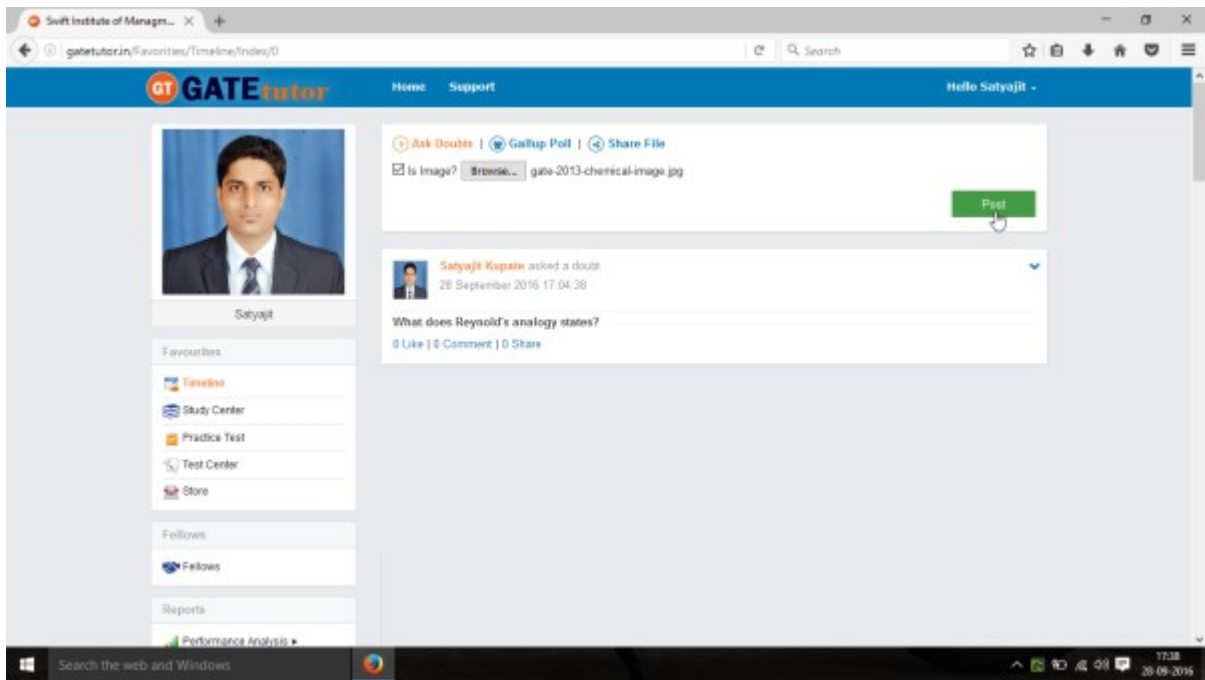 Swift Institute of Managm...
gatetutor.in/Favorities/Timeline/Index/0
Search
GT GATEtutor
Home Support
Hello Satyajit
Ask Doubts | Gallup Poll | Share File
Is Image? Browse... gate-2013-chemical-image.jpg
Post
Satyajit Kapate asked a doubt
28 September 2016 17:04:38
What does Reynold's analogy states?
0 Like | 0 Comment | 0 Share
Satyajit
Favourites
Timeline
Study Center
Practice Test
Test Center
Store
Fellows
Fellows
Reports
Performance Analysis
Search the web and Windows
17:38
28-09-2016